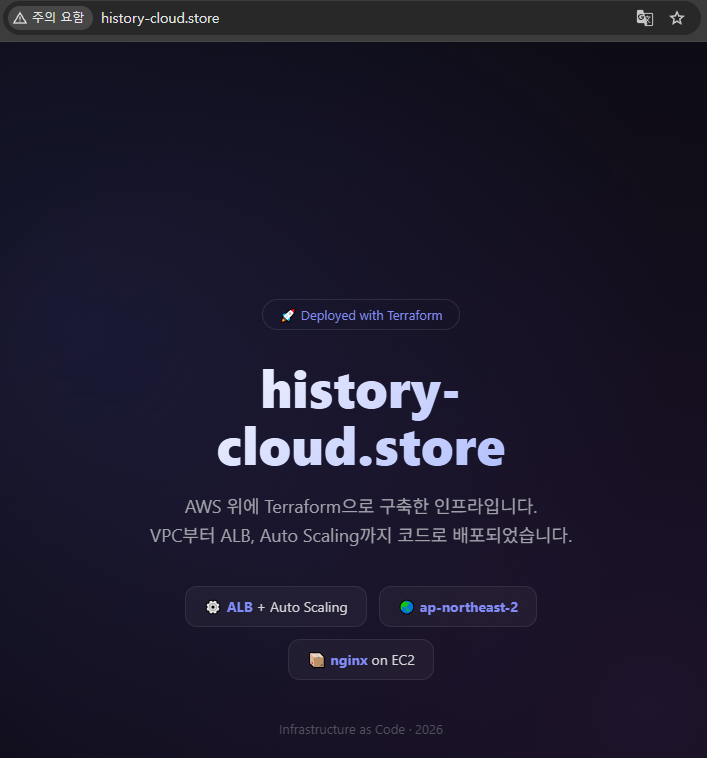 주의 요함 history-cloud.store
Deployed with Terraform
history-
cloud.store
AWS 위에 Terraform으로 구축한 인프라입니다.
VPC부터 ALB, Auto Scaling까지 코드로 배포되었습니다.
ALB + Auto Scaling ap-northeast-2
nginx on EC2
Infrastructure as Code · 2026